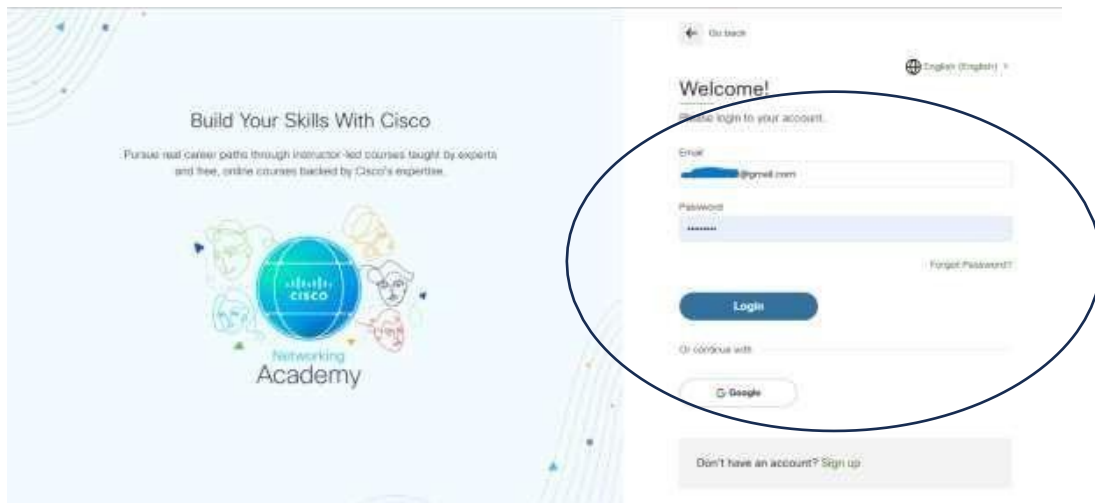 Go back
English (English)
Welcome!
Please login to your account.
Build Your Skills With Cisco
Pursue real career paths through instructor-led courses taught by experts
and free, online courses backed by Cisco's expertise.
CISCO
Networking
Academy
Email
@gmail.com
Password
Forgot Password?
Login
Or continue with
G Google
Don't have an account? Sign up